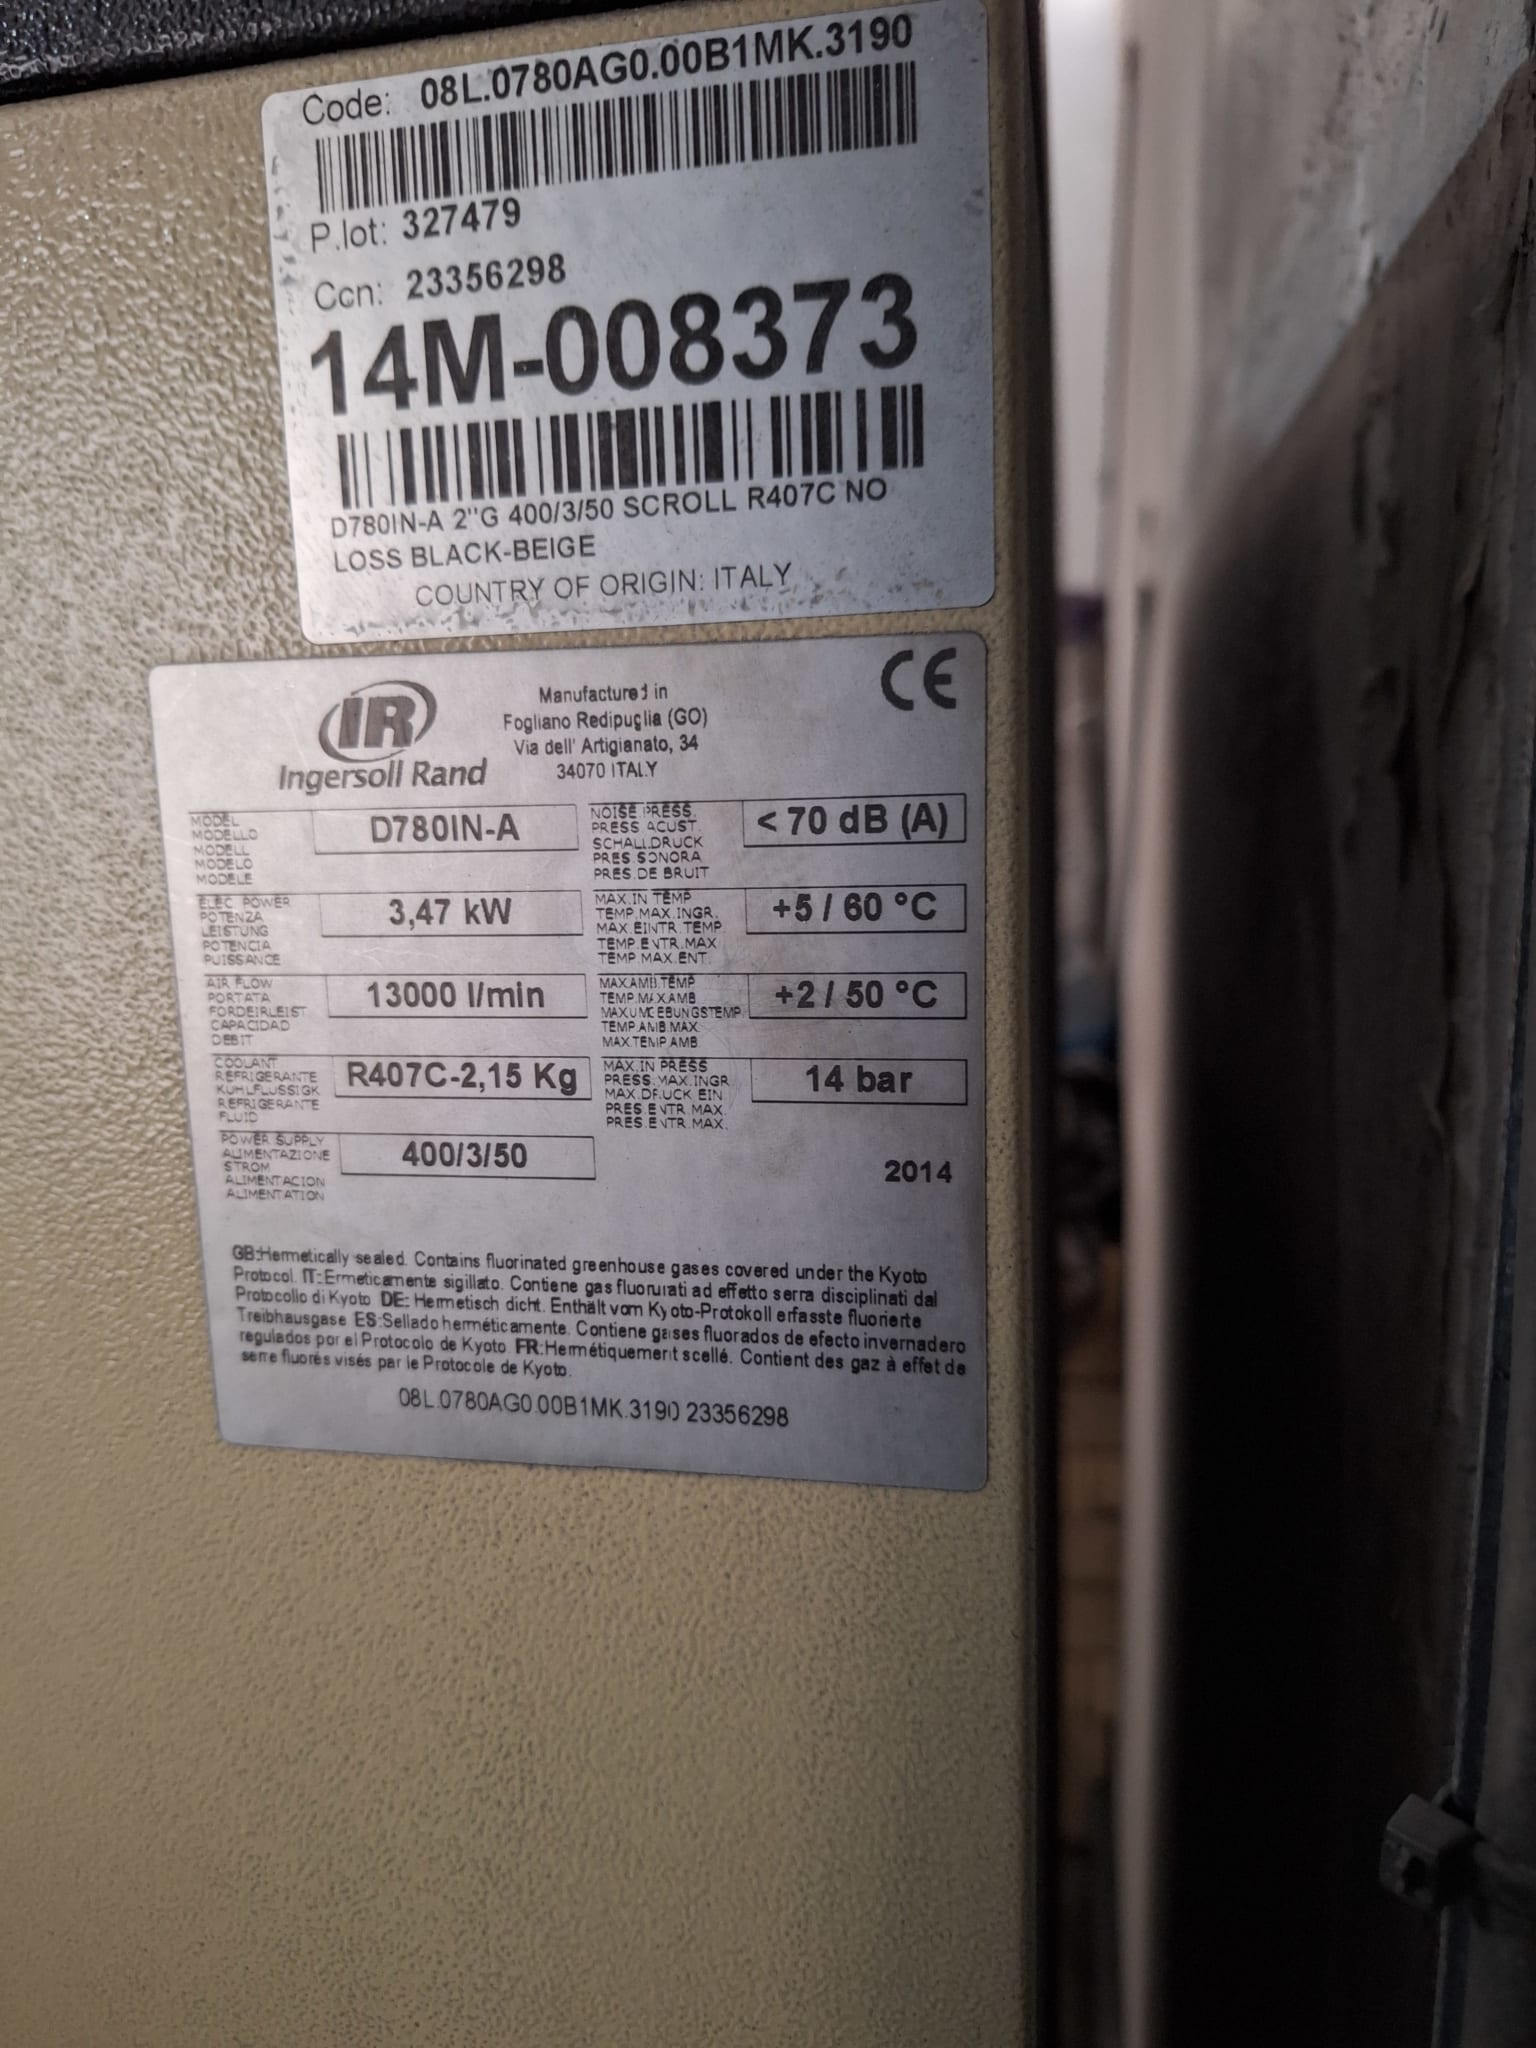 Code: 08L.0780AG0.00B1MK.3190
P.lot: 327479
Ccn: 23356298
14M-008373
D780IN-A 2"G 400/3/50 SCROLL R407C NO
LOSS BLACK-BEIGE
COUNTRY OF ORIGIN: ITALY
IR
Ingersoll Rand
Manufactured in
Fogliano Redipuglia (GO)
Via dell' Artigianato, 34
34070 ITALY
CE
MODEL
MODELLO
MODELL
MODELO
MODELE
D780IN-A
NOISE PRESS.
PRESS ACUST.
SCHALLDRUCK
PRES.SONORA
PRES.DE BRUIT
< 70 dB (A)
ELEC POWER
POTENZA
LEISTUNG
POTENCIA
PUISSANCE
3,47 kW
MAX.IN TEMP
TEMP.MAX.INGR.
MAX.EINTR.TEMP.
TEMP.ENTR.MAX
TEMP.MAX.ENT.
+5 / 60 °C
AIR FLOW
PORTATA
FORDEIRLEIST
CAPACIDAD
DEBIT
13000 l/min
MAX.AMB.TEMP
TEMP.MAX.AMB
MAX.UMGEBUNGSTEMP.
TEMP.AMB.MAX
MAX.TEMP.AMB
+2 / 50 °C
COOLANT
REFRIGERANTE
KUHLFLUSSIGK
REFRIGERANTE
FLUID
R407C-2,15 Kg
MAX.IN PRESS
PRESS.MAX.INGR
MAX.DRUCK EIN
PRES.ENTR.MAX.
PRES.ENTR.MAX.
14 bar
POWER SUPPLY
ALIMENTAZIONE
STROM
ALIMENTACION
ALIMENTATION
400/3/50
2014
GB:Hermetically sealed. Contains fluorinated greenhouse gases covered under the Kyoto
Protocol. IT:Ermeticamente sigillato. Contiene gas fluorurati ad effetto serra disciplinati dal
Protocollo di Kyoto DE: Hermetisch dicht. Enthält vom Kyoto-Protokoll erfasste fluorierte
Treibhausgase ES:Sellado herméticamente. Contiene gases fluorados de efecto invernadero
regulados por el Protocolo de Kyoto FR:Hermétiquement scellé. Contient des gaz à effet de
serre fluorés visés par le Protocole de Kyoto.
08L.0780AG0.00B1MK.3190 23356298